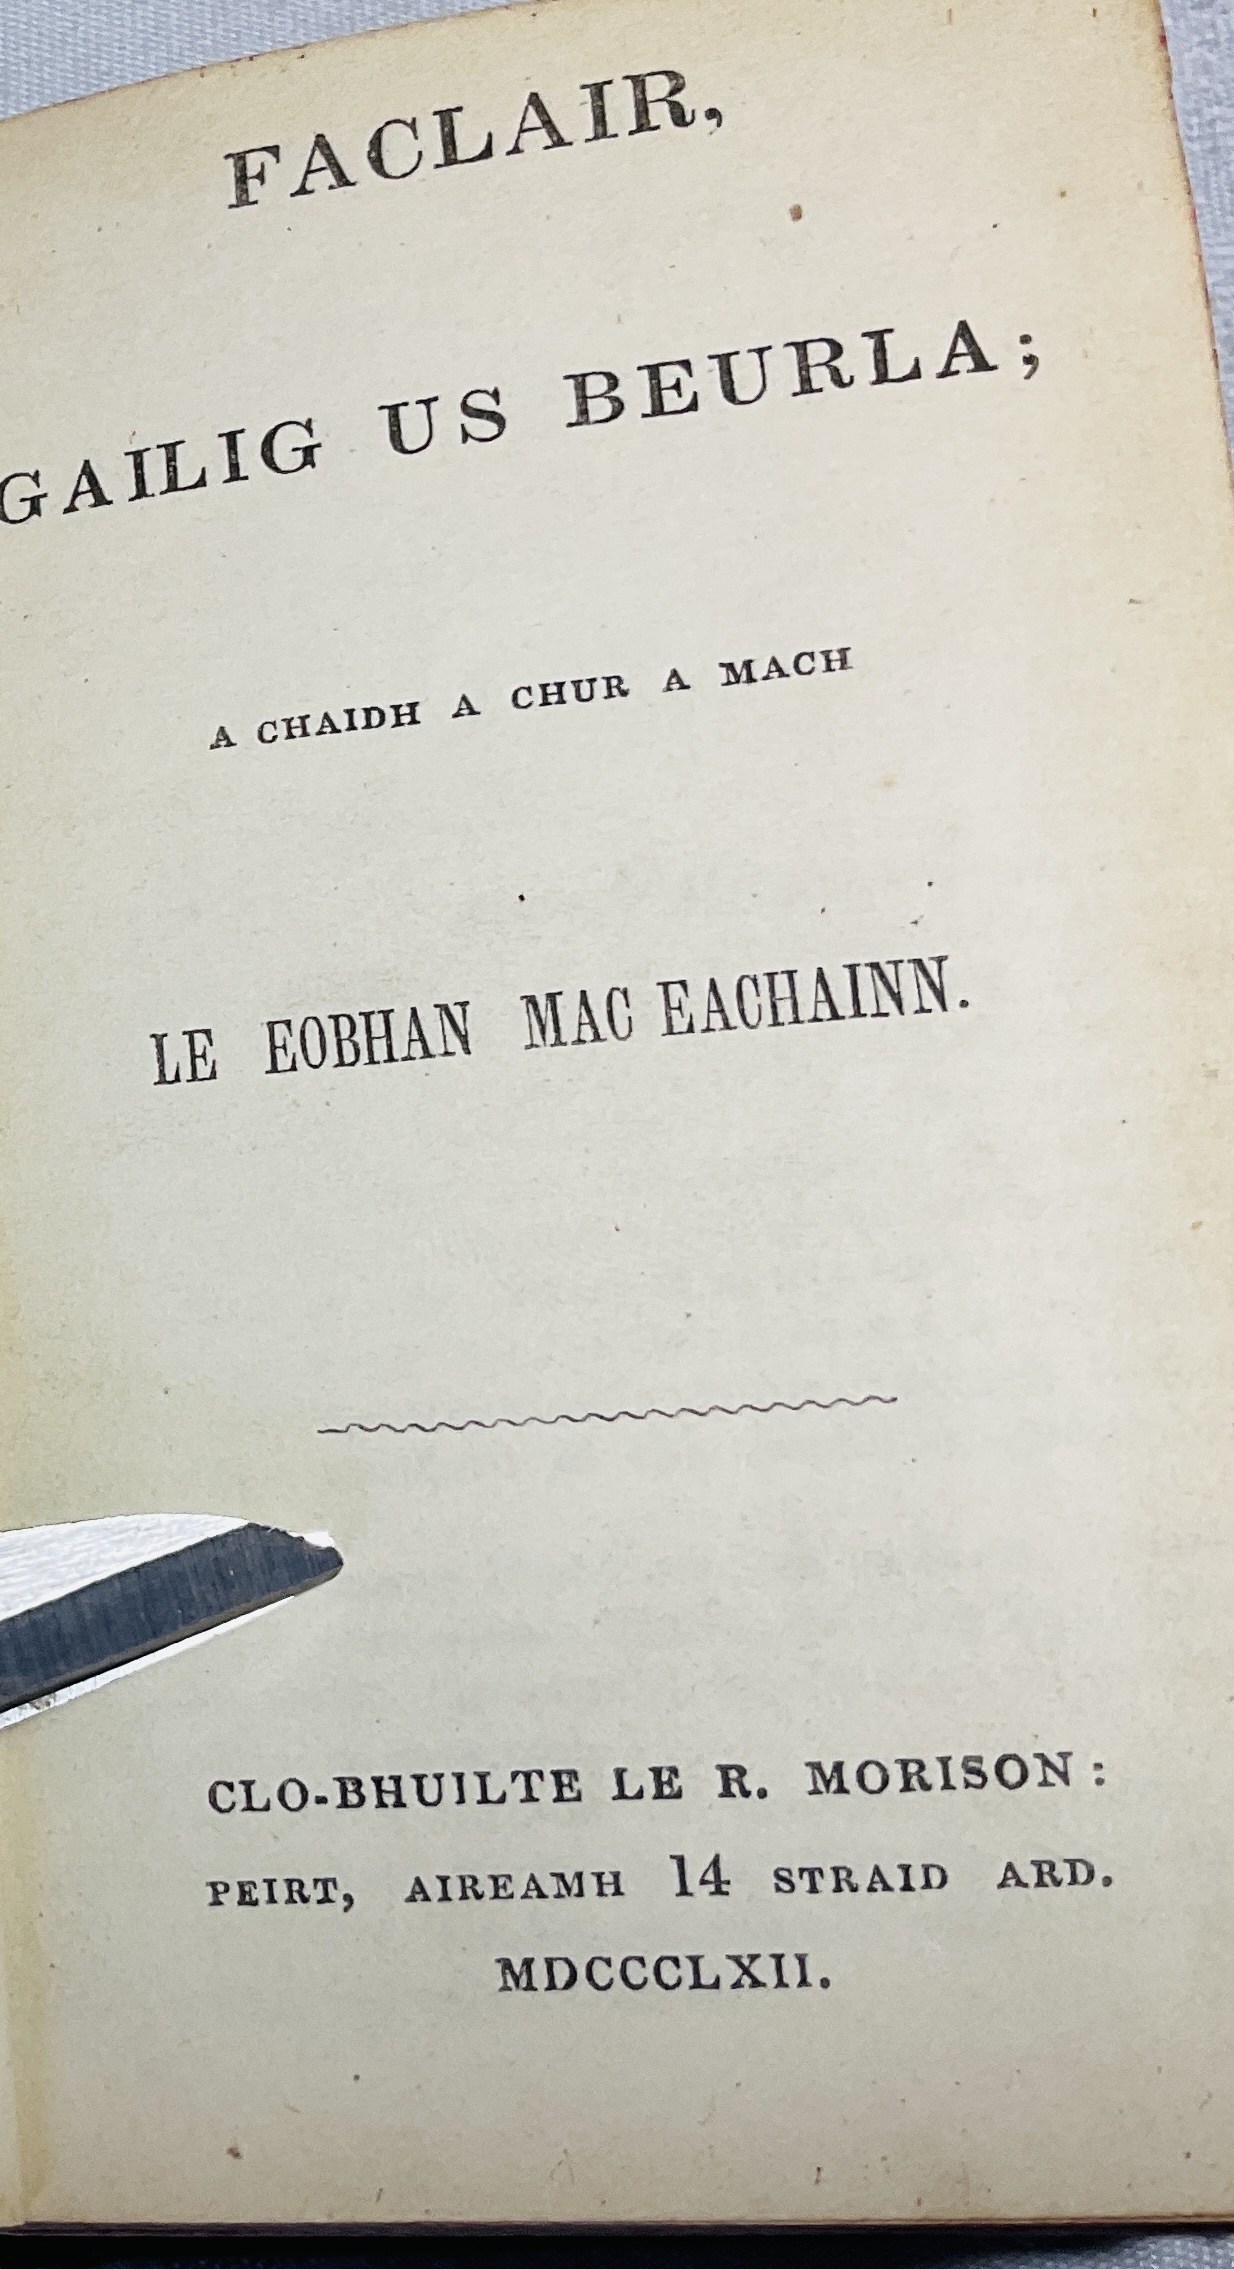 FACLAIR,
GAILIG US BEURLA;
A CHAIDH A CHUR A MACH
LE EOBHAN MAC EACHAINN.
CLO-BHUILTE LE R. MORISON:
PEIRT, AIREAMH 14 STRAID ARD.
MDCCCLXII.